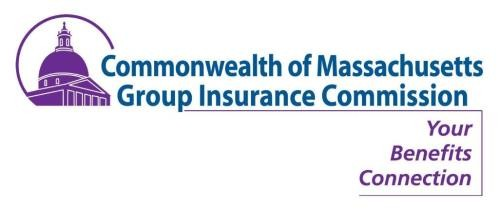 Commonwealth of Massachusetts
Group Insurance Commission
Your
Benefits
Connection